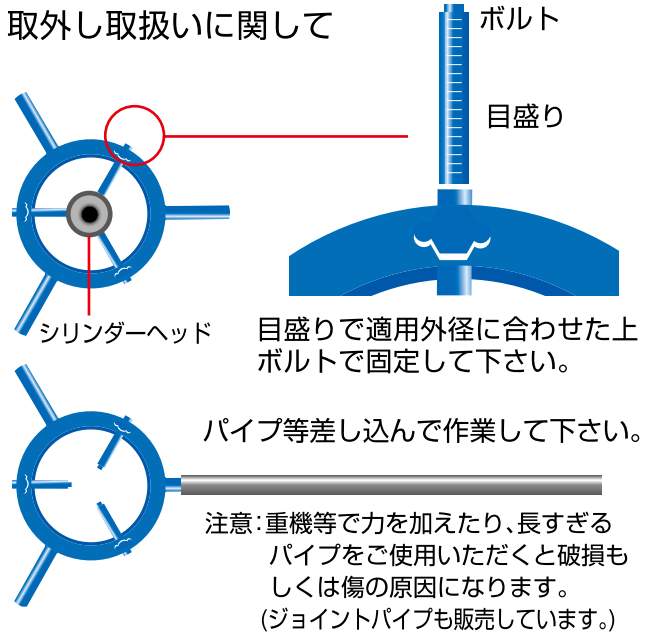 取外し取扱いに関して
ボルト
目盛り
シリンダーヘッド
目盛りで適用外径に合わせた上
ボルトで固定して下さい。
パイプ等差し込んで作業して下さい。
注意：重機等で力を加えたり、長すぎる
パイプをご使用いただくと破損も
しくは傷の原因になります。
(ジョイントパイプも販売しています。)